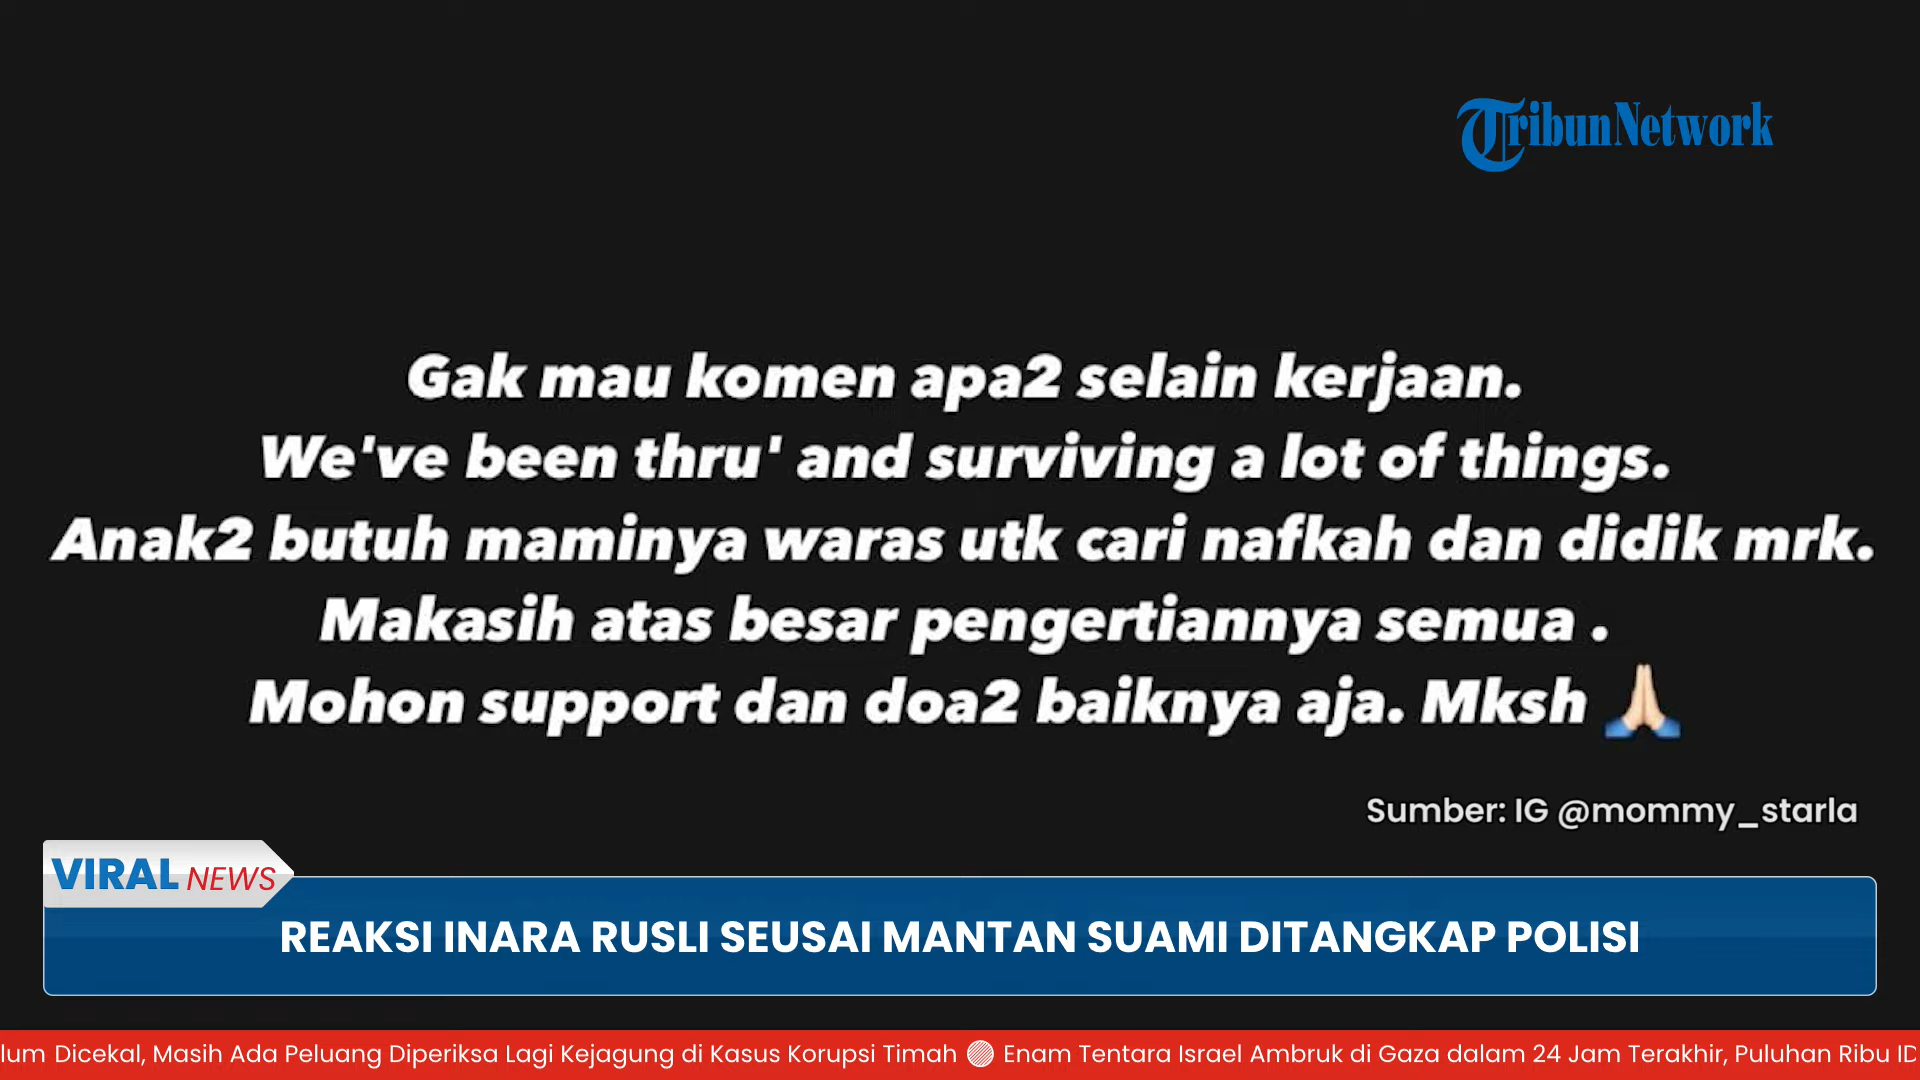 TribunNetwork
Gak mau komen apa2 selain kerjaan.
We've been thru' and surviving a lot of things.
Anak2 butuh maminya waras utk cari nafkah dan didik mrk.
Makasih atas besar pengertiannya semua .
Mohon support dan doa2 baiknya aja. Mksh 🙏🏻
Sumber: IG @mommy_starla
VIRAL NEWS
REAKSI INARA RUSLI SEUSAI MANTAN SUAMI DITANGKAP POLISI
lum Dicekal, Masih Ada Peluang Diperiksa Lagi Kejagung di Kasus Korupsi Timah Enam Tentara Israel Ambruk di Gaza dalam 24 Jam Terakhir, Puluhan Ribu ID